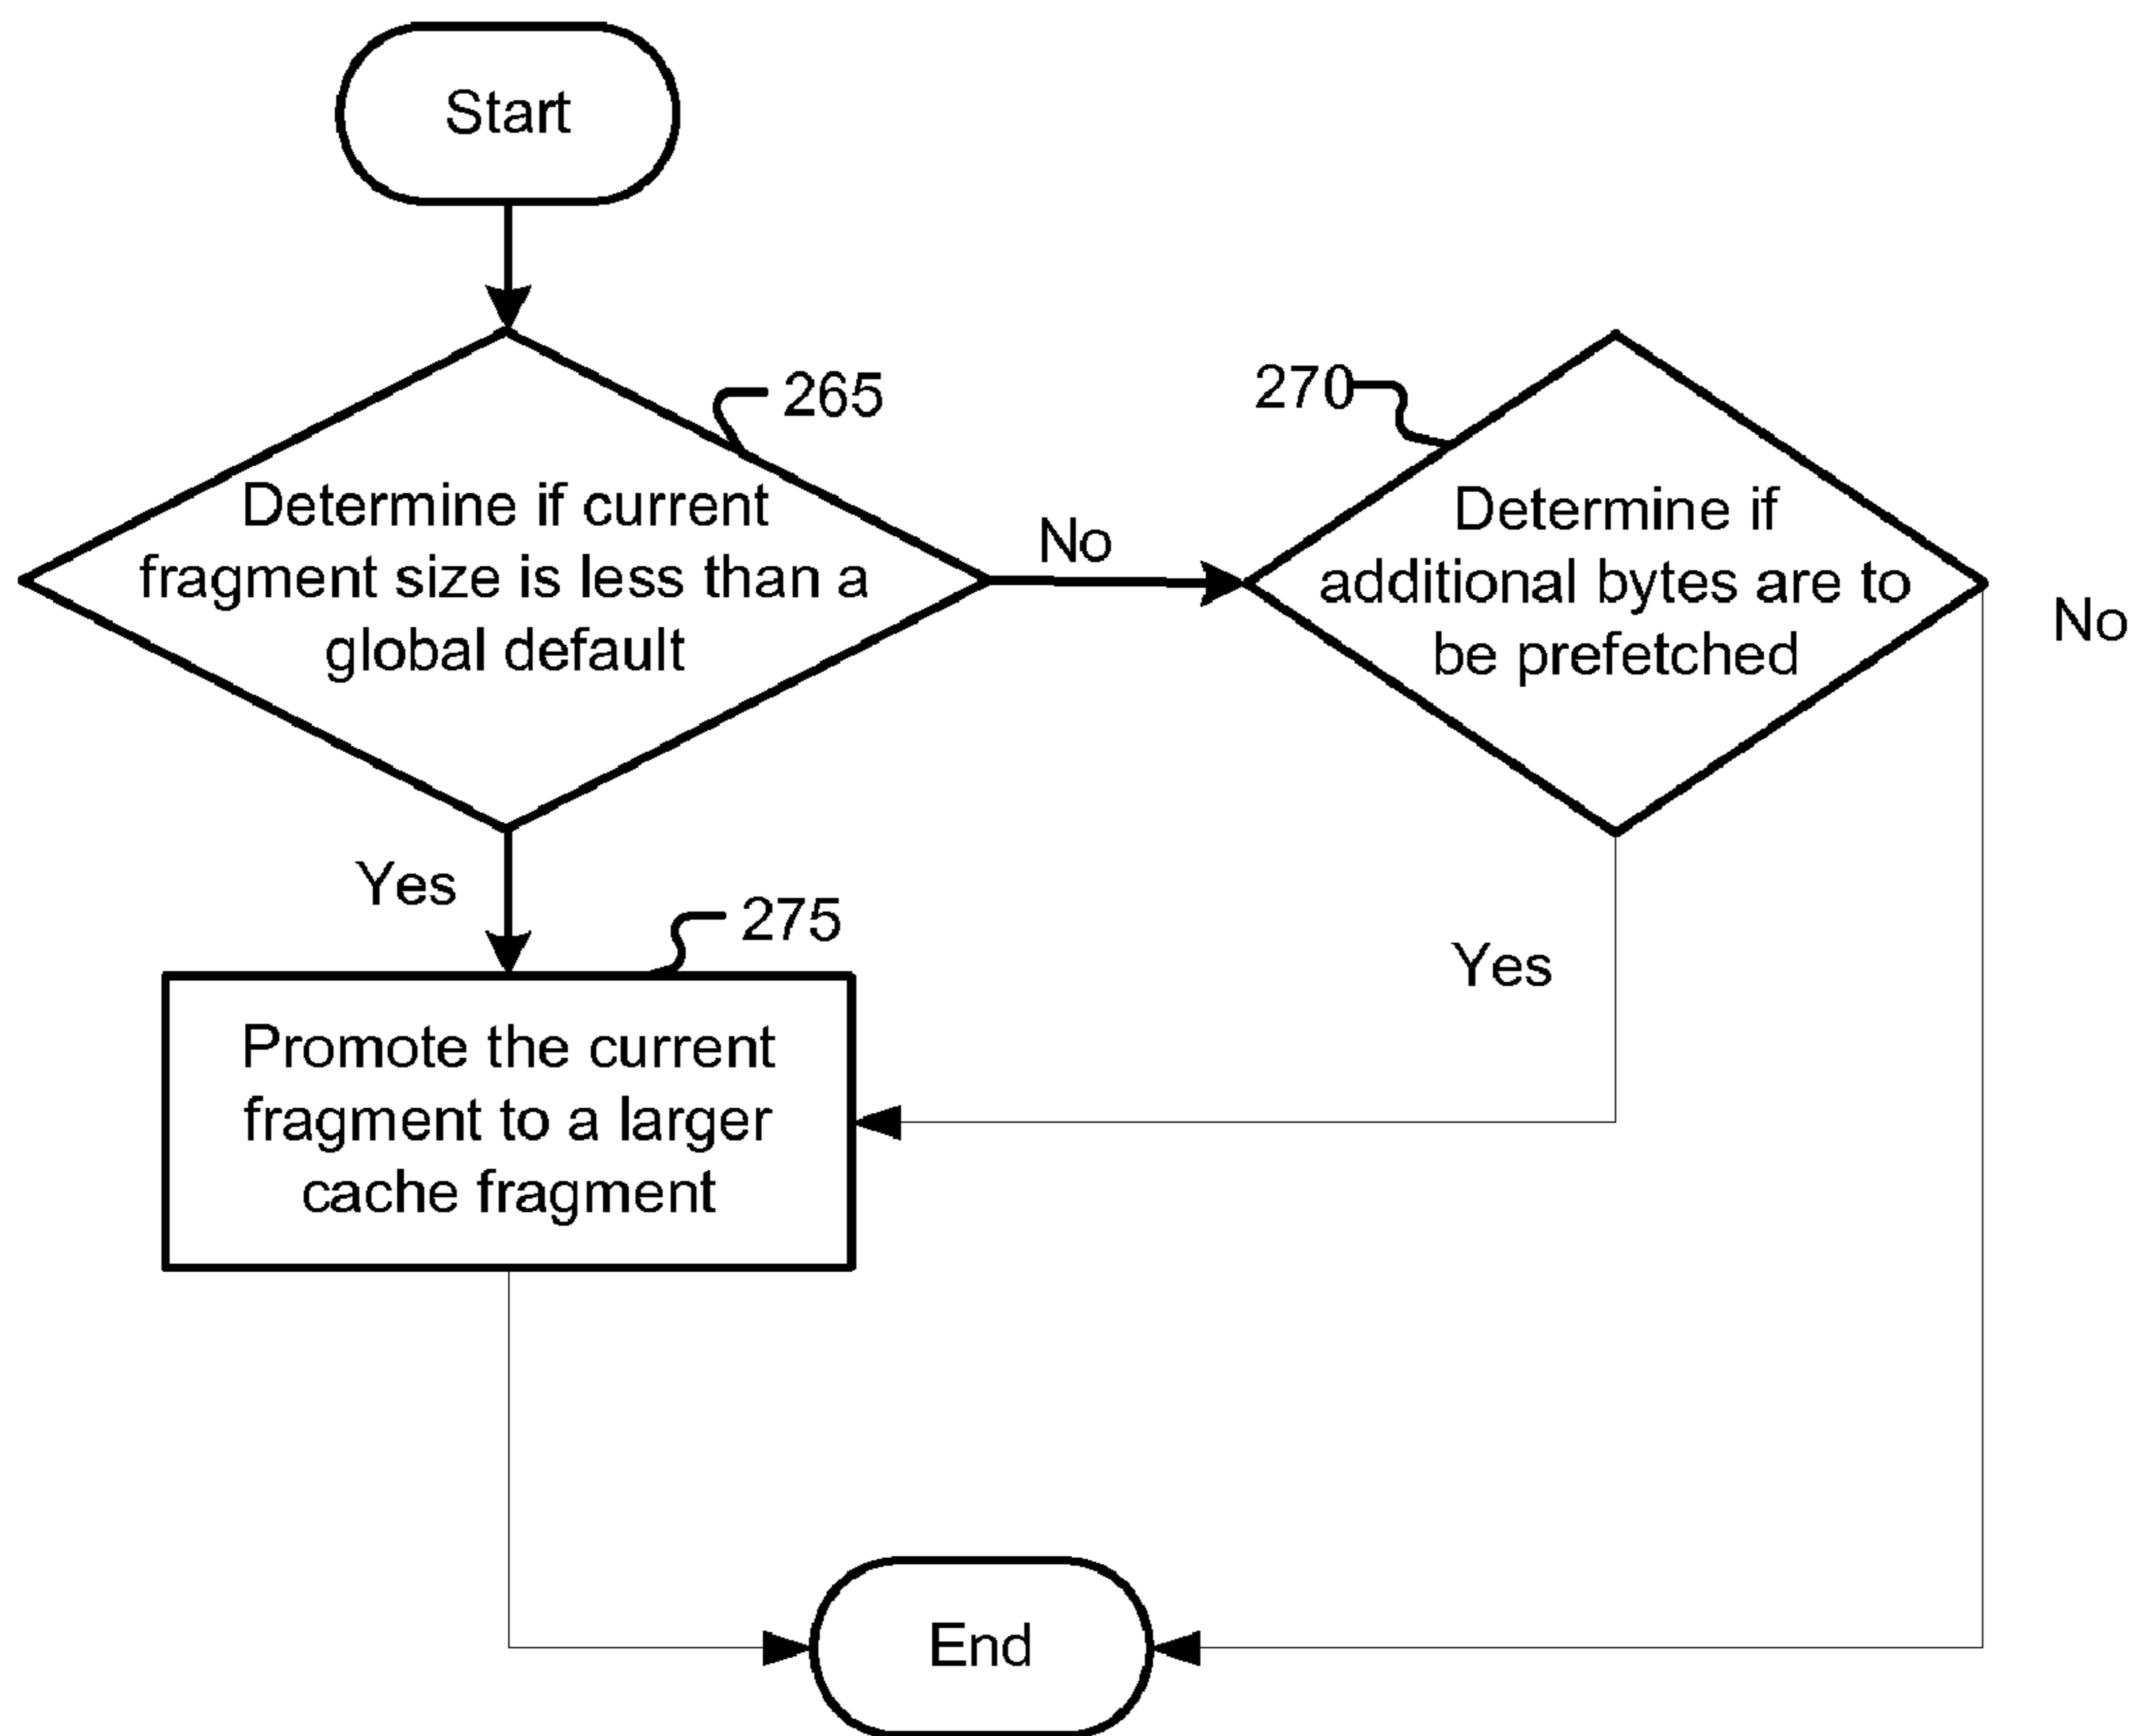 Start
265
Determine if current
fragment size is less than a
global default
No
270
Determine if
additional bytes are to
be prefetched
No
Yes
275
Promote the current
fragment to a larger
cache fragment
Yes
End